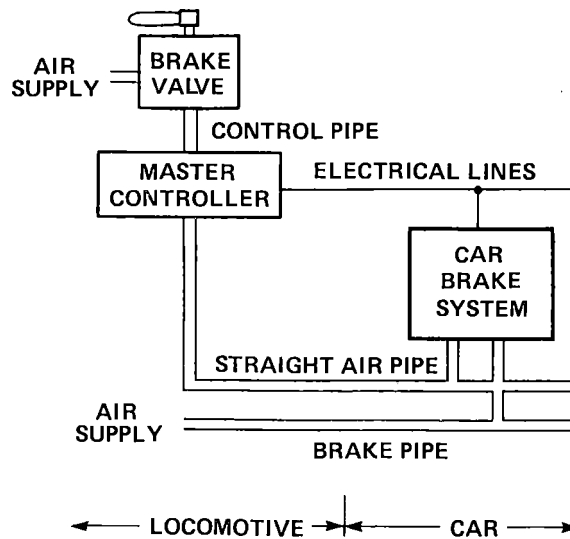 BRAKE
VALVE
AIR
SUPPLY
CONTROL PIPE
MASTER
CONTROLLER
ELECTRICAL LINES
CAR
BRAKE
SYSTEM
STRAIGHT AIR PIPE
AIR
SUPPLY
BRAKE PIPE
LOCOMOTIVE
CAR